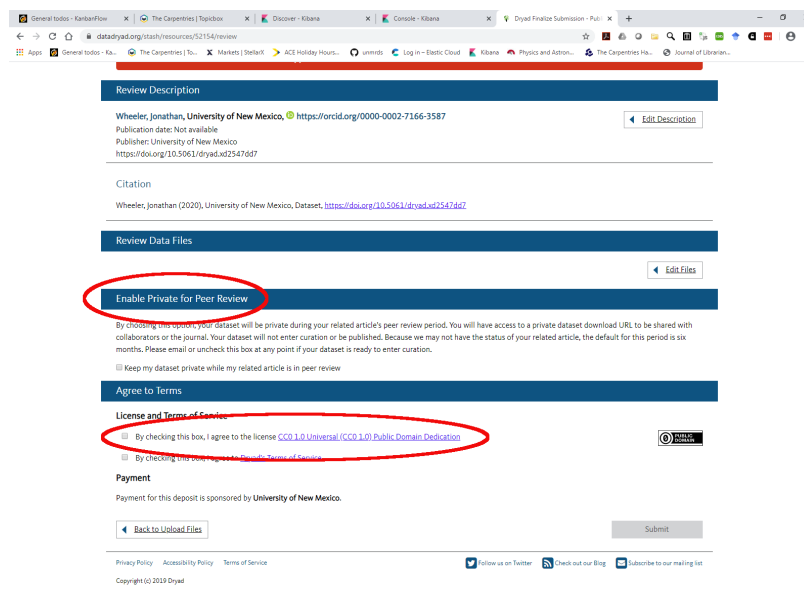 General todos - KanbanFlow
The Carpentries | Topicbox
Discover - Kibana
Console - Kibana
Dryad Finalize Submission - Publ
datadryad.org/stash/resources/52154/review
Apps General todos - Ka... The Carpentries | To... Markets | StellarX ACE Holiday Hours... unmrds Log in – Elastic Cloud Kibana Physics and Astron... The Carpentries Ha... Journal of Librarian...
Review Description
Wheeler, Jonathan, University of New Mexico, https://orcid.org/0000-0002-7166-3587
Edit Description
Publication date: Not available
Publisher: University of New Mexico
https://doi.org/10.5061/dryad.xd2547dd7
Citation
Wheeler, Jonathan (2020), University of New Mexico, Dataset, https://doi.org/10.5061/dryad.xd2547dd7
Review Data Files
Edit Files
Enable Private for Peer Review
By choosing this option, your dataset will be private during your related article's peer review period. You will have access to a private dataset download URL to be shared with
collaborators or the journal. Your dataset will not enter curation or be published. Because we may not have the status of your related article, the default for this period is six
months. Please email or uncheck this box at any point if your dataset is ready to enter curation.
Keep my dataset private while my related article is in peer review
Agree to Terms
License and Terms of Service
By checking this box, I agree to the license CC0 1.0 Universal (CC0 1.0) Public Domain Dedication
PUBLIC
DOMAIN
By checking this box, I agree to Dryad's Terms of Service
Payment
Payment for this deposit is sponsored by University of New Mexico.
Back to Upload Files
Submit
Privacy Policy Accessibility Policy Terms of Service
Follow us on Twitter Check out our Blog Subscribe to our mailing list
Copyright (c) 2019 Dryad